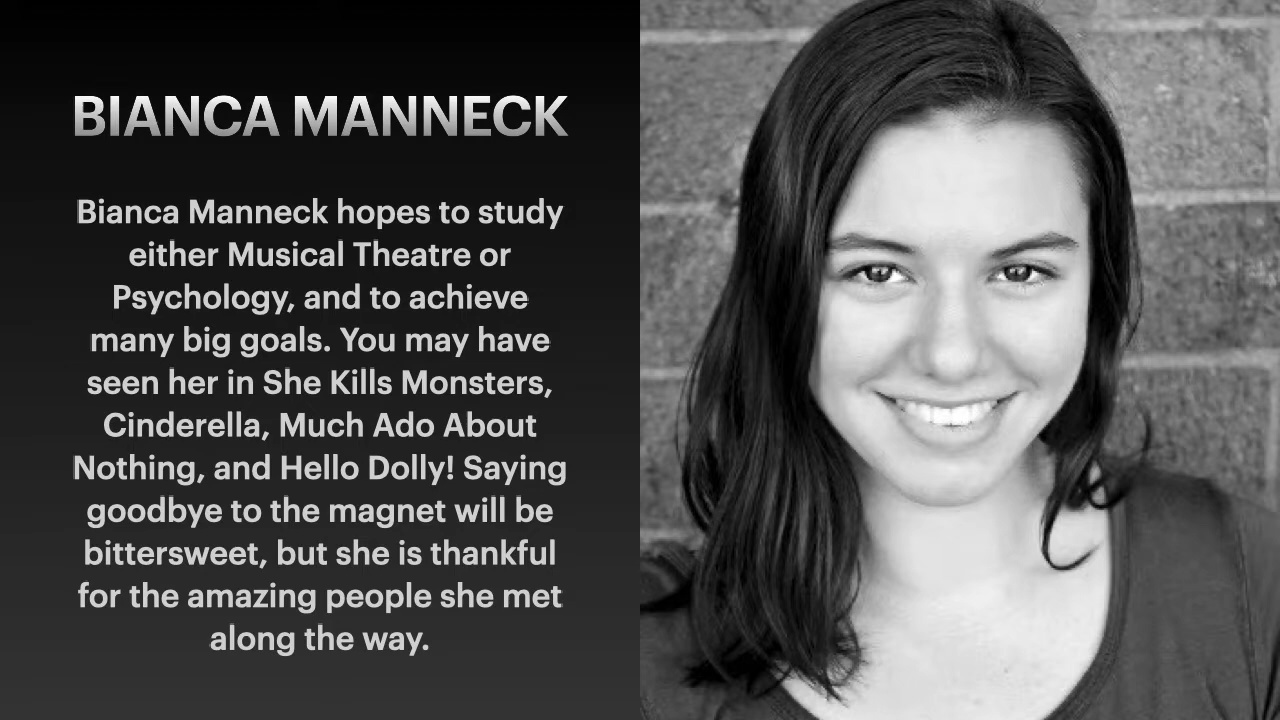 BIANCA MANNECK
Bianca Manneck hopes to study
either Musical Theatre or
Psychology, and to achieve
many big goals. You may have
seen her in She Kills Monsters,
Cinderella, Much Ado About
Nothing, and Hello Dolly! Saying
goodbye to the magnet will be
bittersweet, but she is thankful
for the amazing people she met
along the way.